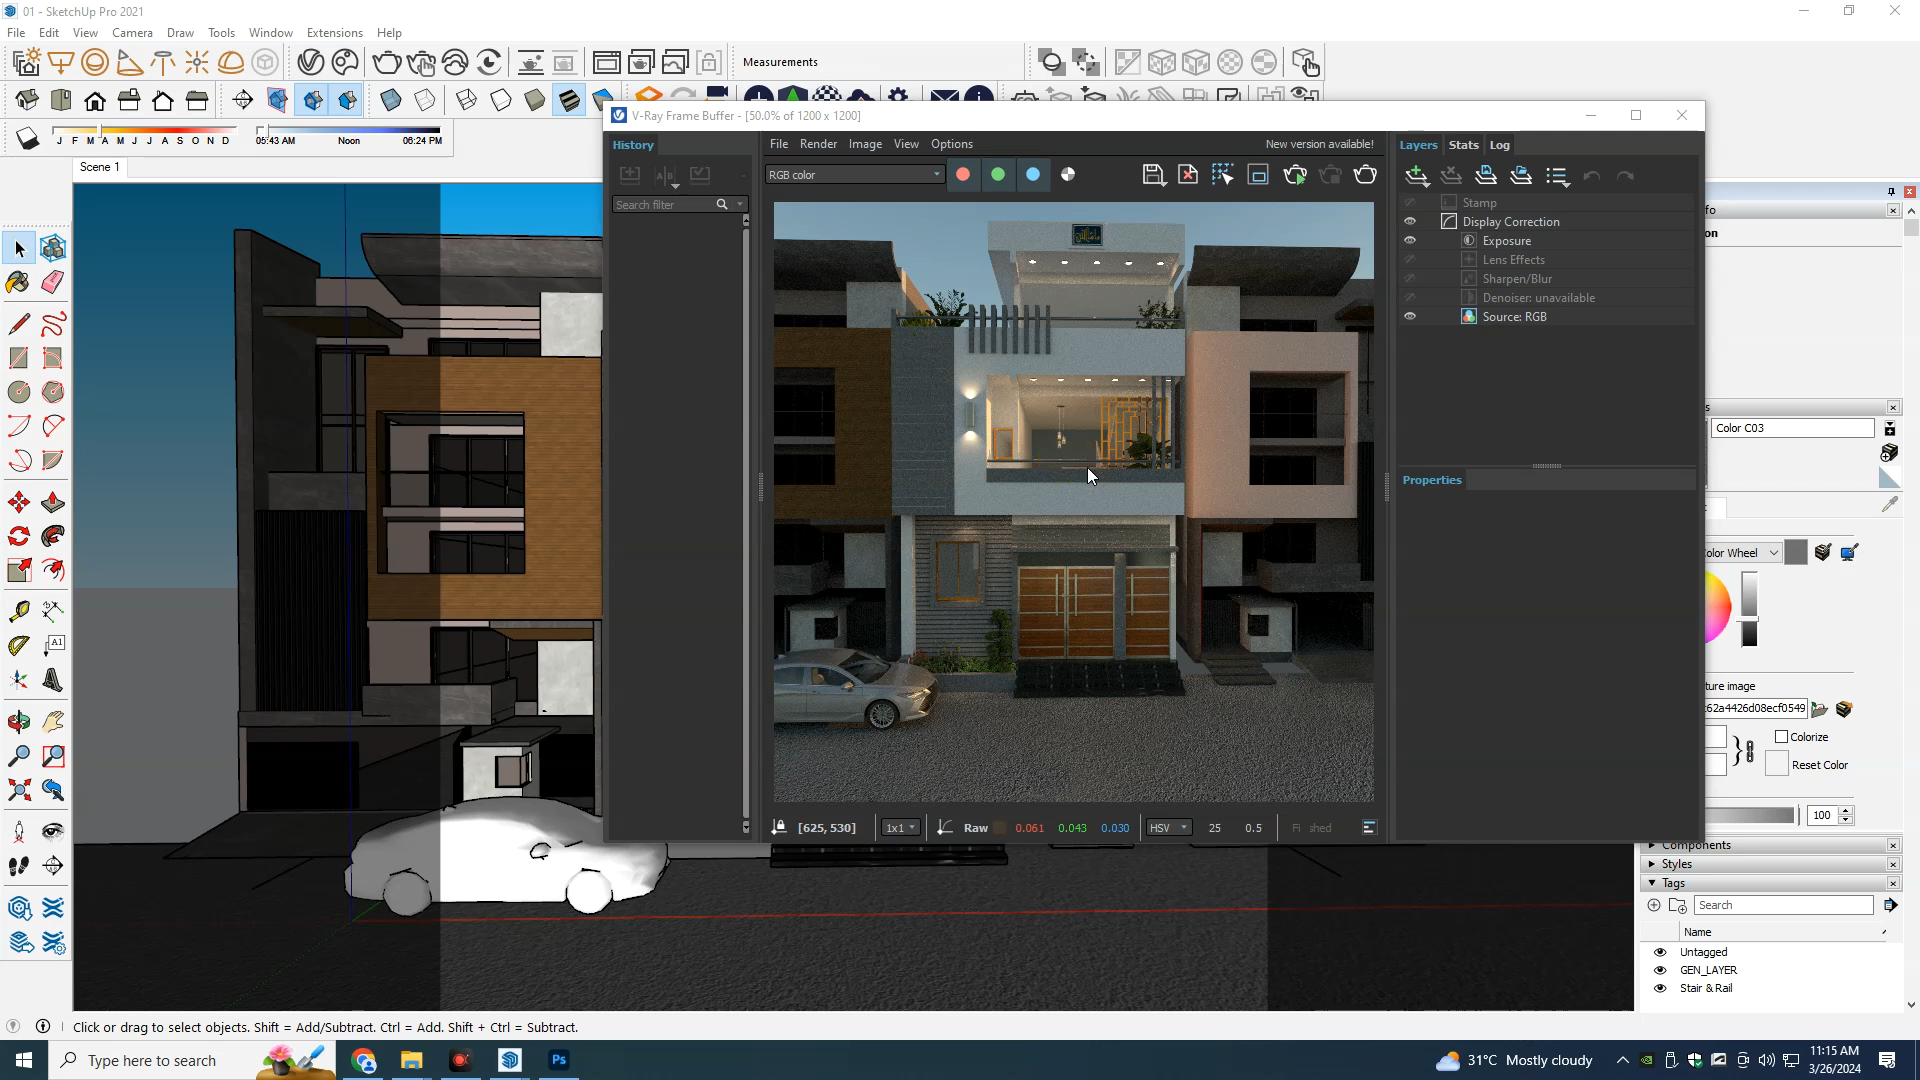 01 - SketchUp Pro 2021
File Edit View Camera Draw Tools Window Extensions Help
Measurements
J F M A M J J A S O N D
05:43 AM Noon 06:24 PM
Scene 1
V-Ray Frame Buffer - [50.0% of 1200 x 1200]
History
File Render Image View Options
New version available!
Layers Stats Log
RGB color
Search filter
Stamp
Display Correction
Exposure
Lens Effects
Sharpen/Blur
Denoiser: unavailable
Source: RGB
Properties
[625, 530]
1x1
Raw 0.061 0.043 0.030
HSV
25 0.5
fo
on
s
Color C03
Color Wheel
ture image
62a4426d08ecf0549
Colorize
Reset Color
100
Components
Styles
Tags
Search
Name
Untagged
GEN_LAYER
Stair & Rail
A1
Click or drag to select objects. Shift = Add/Subtract. Ctrl = Add. Shift + Ctrl = Subtract.
Type here to search
Ps
31°C Mostly cloudy
11:15 AM
3/26/2024